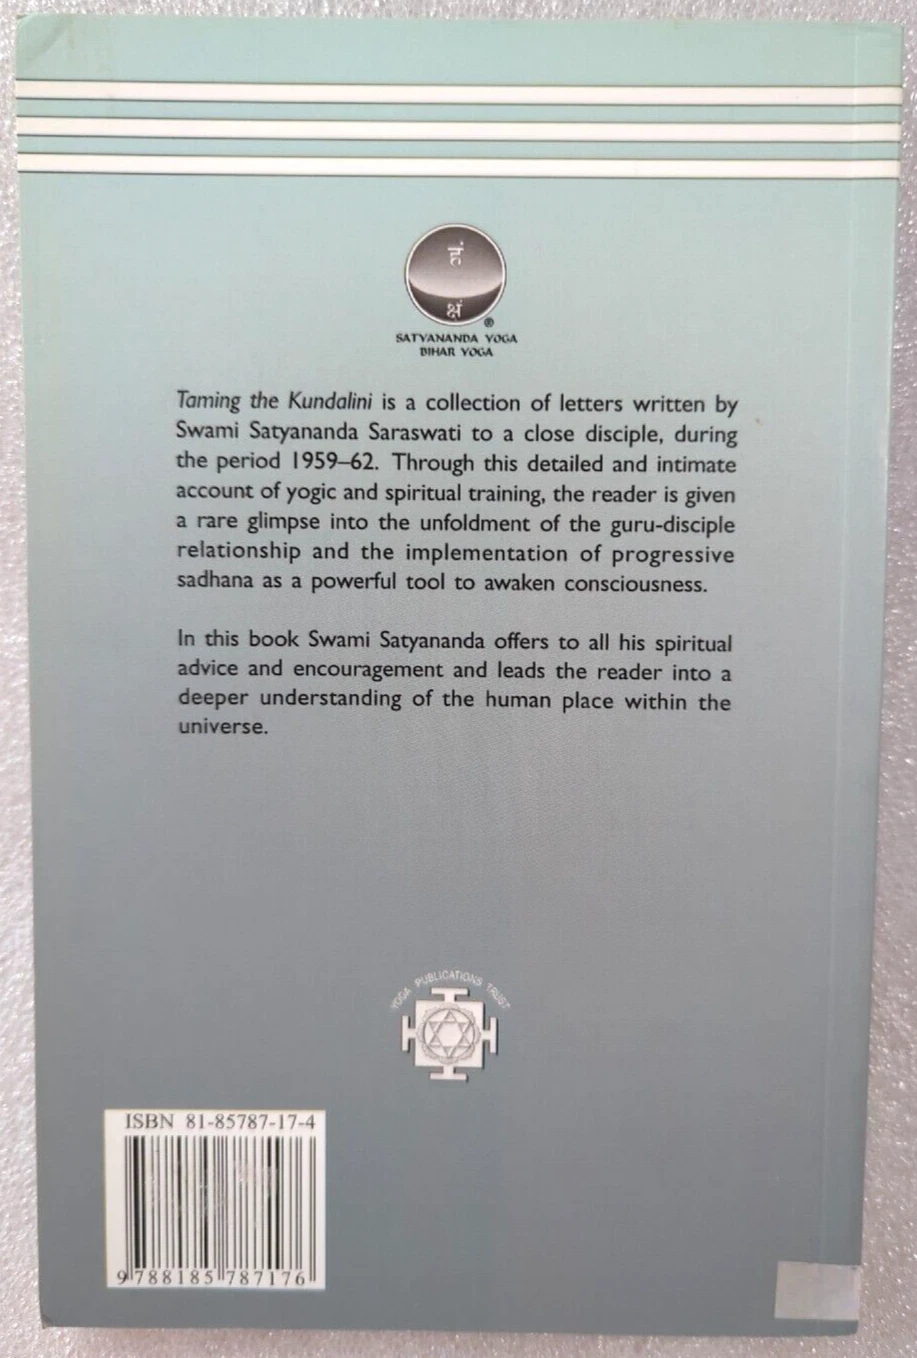 हं
क्षं
®
SATYANANDA YOGA
BIHAR YOGA
Taming the Kundalini is a collection of letters written by
Swami Satyananda Saraswati to a close disciple, during
the period 1959–62. Through this detailed and intimate
account of yogic and spiritual training, the reader is given
a rare glimpse into the unfoldment of the guru-disciple
relationship and the implementation of progressive
sadhana as a powerful tool to awaken consciousness.
In this book Swami Satyananda offers to all his spiritual
advice and encouragement and leads the reader into a
deeper understanding of the human place within the
universe.
YOGA PUBLICATIONS TRUST
ISBN 81-85787-17-4
9 788185 787176